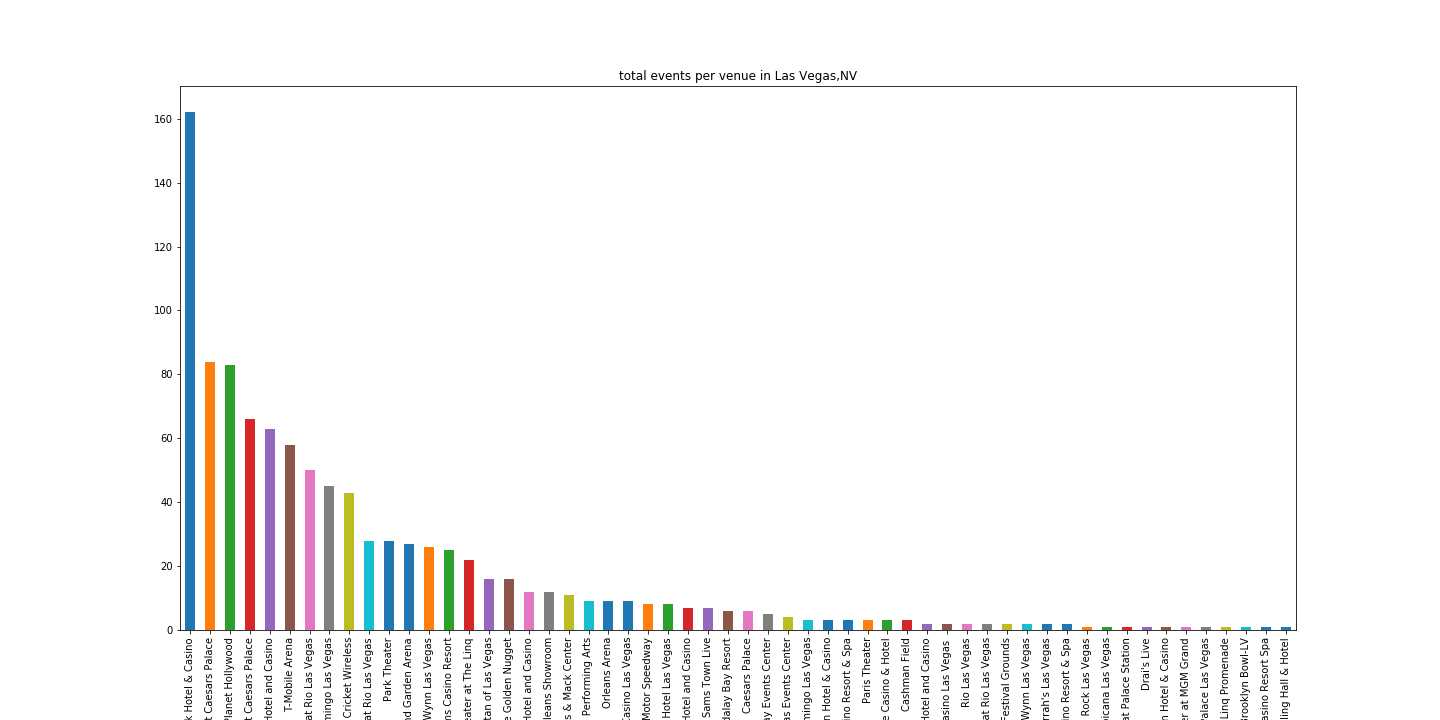 total events per venue in Las Vegas,NV
160
140
120
100
80
60
40
20
0
k Hotel & Casino
t Caesars Palace
Planet Hollywood
t Caesars Palace
Hotel and Casino
T-Mobile Arena
at Rio Las Vegas
mingo Las Vegas
Cricket Wireless
at Rio Las Vegas
Park Theater
nd Garden Arena
Wynn Las Vegas
ns Casino Resort
eater at The Linq
tan of Las Vegas
e Golden Nugget
Hotel and Casino
leans Showroom
s & Mack Center
Performing Arts
Orleans Arena
Casino Las Vegas
Motor Speedway
Hotel Las Vegas
Hotel and Casino
Sams Town Live
dalay Bay Resort
Caesars Palace
ay Events Center
as Events Center
mingo Las Vegas
n Hotel & Casino
ino Resort & Spa
Paris Theater
e Casino & Hotel
Cashman Field
Hotel and Casino
asino Las Vegas
Rio Las Vegas
at Rio Las Vegas
Festival Grounds
Wynn Las Vegas
rrah's Las Vegas
no Resort & Spa
Rock Las Vegas
picana Las Vegas
at Palace Station
Drai's Live
n Hotel & Casino
er at MGM Grand
Palace Las Vegas
Linq Promenade
Brooklyn Bowl-LV
asino Resort Spa
ling Hall & Hotel